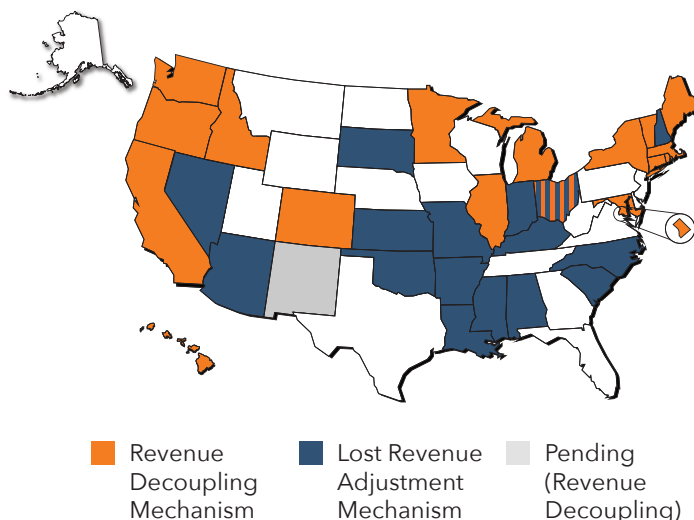 Revenue
Decoupling
Mechanism
Lost Revenue
Adjustment
Mechanism
Pending
(Revenue
Decoupling)